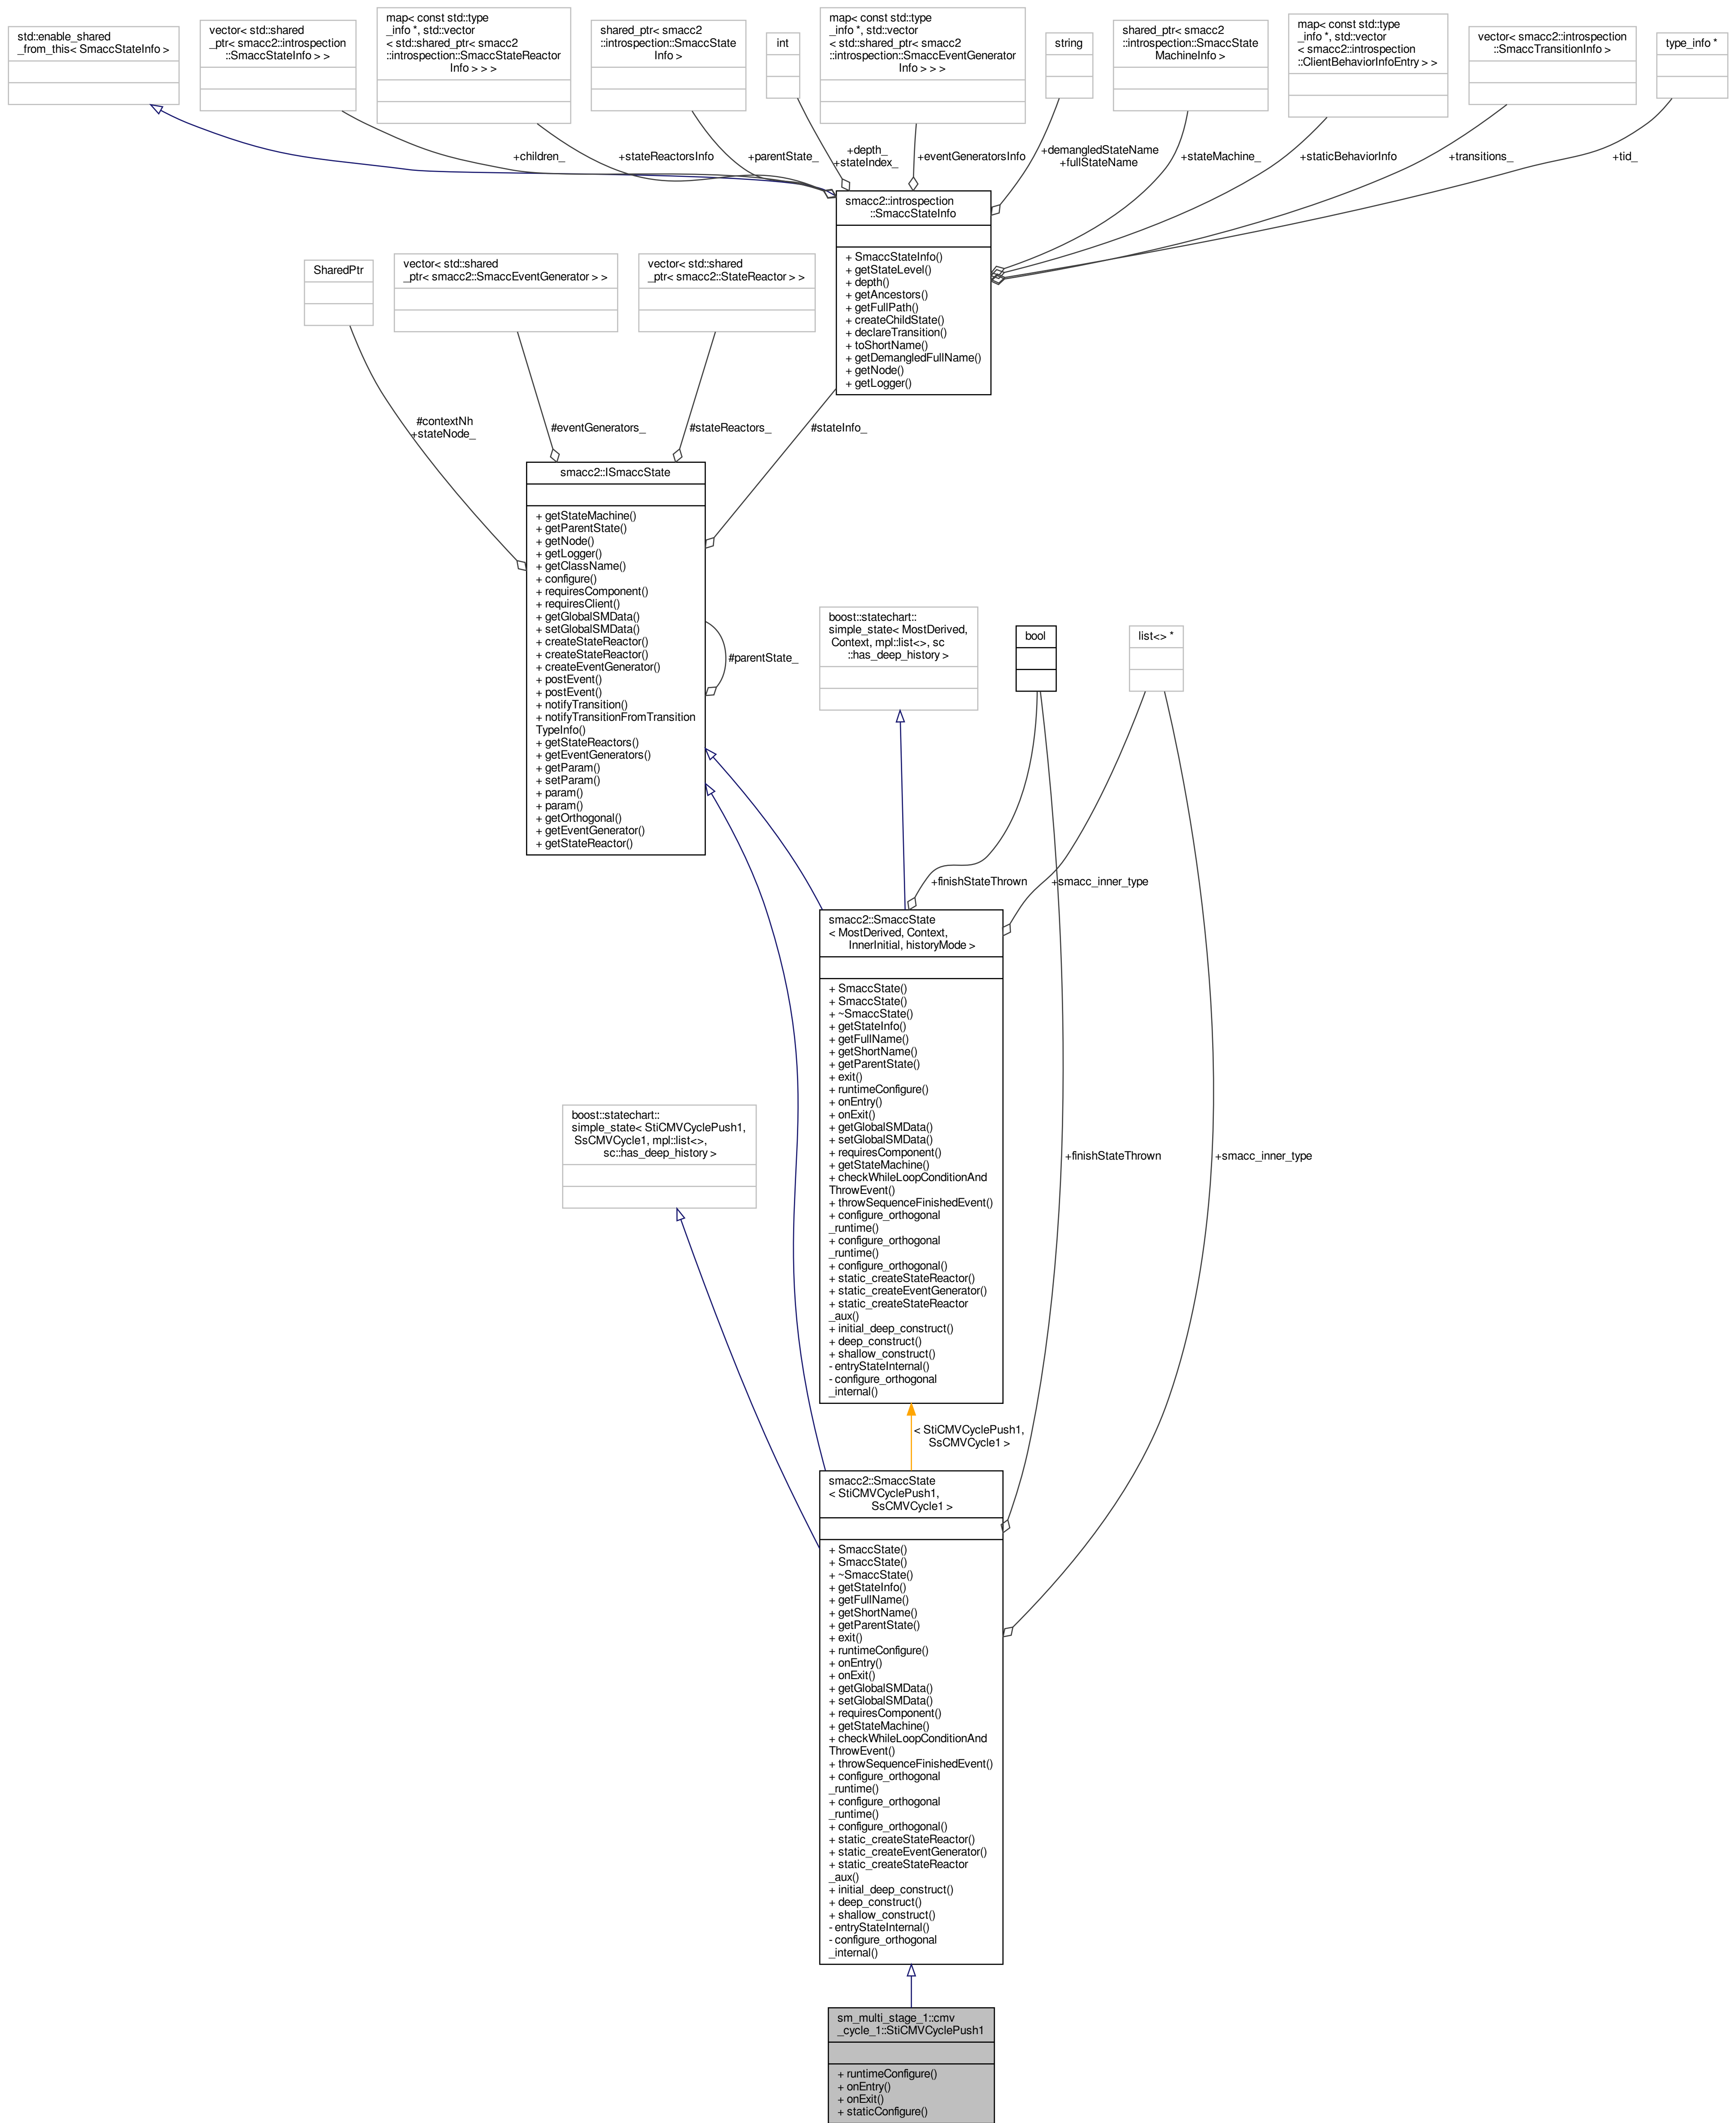 std::enable_shared
_from_this< SmaccStateInfo >
vector< std::shared
_ptr< smacc2::introspection
::SmaccStateInfo > >
map< const std::type
_info *, std::vector
< std::shared_ptr< smacc2
::introspection::SmaccStateReactor
Info > > >
shared_ptr< smacc2
::introspection::SmaccState
Info >
int
map< const std::type
_info *, std::vector
< std::shared_ptr< smacc2
::introspection::SmaccEventGenerator
Info > > >
string
shared_ptr< smacc2
::introspection::SmaccState
MachineInfo >
map< const std::type
_info *, std::vector
< smacc2::introspection
::ClientBehaviorInfoEntry > >
vector< smacc2::introspection
::SmaccTransitionInfo >
type_info *
+children_
+stateReactorsInfo
+parentState_
+depth_
+stateIndex_
+eventGeneratorsInfo
+demangledStateName
+fullStateName
+stateMachine_
+staticBehaviorInfo
+transitions_
+tid_
smacc2::introspection
::SmaccStateInfo
+ SmaccStateInfo()
+ getStateLevel()
+ depth()
+ getAncestors()
+ getFullPath()
+ createChildState()
+ declareTransition()
+ toShortName()
+ getDemangledFullName()
+ getNode()
+ getLogger()
SharedPtr
vector< std::shared
_ptr< smacc2::SmaccEventGenerator > >
vector< std::shared
_ptr< smacc2::StateReactor > >
#contextNh
+stateNode_
#eventGenerators_
#stateReactors_
#stateInfo_
smacc2::ISmaccState
+ getStateMachine()
+ getParentState()
+ getNode()
+ getLogger()
+ getClassName()
+ configure()
+ requiresComponent()
+ requiresClient()
+ getGlobalSMData()
+ setGlobalSMData()
+ createStateReactor()
+ createStateReactor()
+ createEventGenerator()
+ postEvent()
+ postEvent()
+ notifyTransition()
+ notifyTransitionFromTransition
TypeInfo()
+ getStateReactors()
+ getEventGenerators()
+ getParam()
+ setParam()
+ param()
+ param()
+ getOrthogonal()
+ getEventGenerator()
+ getStateReactor()
#parentState_
boost::statechart::
simple_state< MostDerived,
Context, mpl::list<>, sc
::has_deep_history >
bool
list<> *
+finishStateThrown
+smacc_inner_type
smacc2::SmaccState
< MostDerived, Context,
InnerInitial, historyMode >
+ SmaccState()
+ SmaccState()
+ ~SmaccState()
+ getStateInfo()
+ getFullName()
+ getShortName()
+ getParentState()
+ exit()
+ runtimeConfigure()
+ onEntry()
+ onExit()
+ getGlobalSMData()
+ setGlobalSMData()
+ requiresComponent()
+ getStateMachine()
+ checkWhileLoopConditionAnd
ThrowEvent()
+ throwSequenceFinishedEvent()
+ configure_orthogonal
_runtime()
+ configure_orthogonal
_runtime()
+ configure_orthogonal()
+ static_createStateReactor()
+ static_createEventGenerator()
+ static_createStateReactor
_aux()
+ initial_deep_construct()
+ deep_construct()
+ shallow_construct()
- entryStateInternal()
- configure_orthogonal
_internal()
boost::statechart::
simple_state< StiCMVCyclePush1,
SsCMVCycle1, mpl::list<>,
sc::has_deep_history >
+finishStateThrown
+smacc_inner_type
< StiCMVCyclePush1,
SsCMVCycle1 >
smacc2::SmaccState
< StiCMVCyclePush1,
SsCMVCycle1 >
+ SmaccState()
+ SmaccState()
+ ~SmaccState()
+ getStateInfo()
+ getFullName()
+ getShortName()
+ getParentState()
+ exit()
+ runtimeConfigure()
+ onEntry()
+ onExit()
+ getGlobalSMData()
+ setGlobalSMData()
+ requiresComponent()
+ getStateMachine()
+ checkWhileLoopConditionAnd
ThrowEvent()
+ throwSequenceFinishedEvent()
+ configure_orthogonal
_runtime()
+ configure_orthogonal
_runtime()
+ configure_orthogonal()
+ static_createStateReactor()
+ static_createEventGenerator()
+ static_createStateReactor
_aux()
+ initial_deep_construct()
+ deep_construct()
+ shallow_construct()
- entryStateInternal()
- configure_orthogonal
_internal()
sm_multi_stage_1::cmv
_cycle_1::StiCMVCyclePush1
+ runtimeConfigure()
+ onEntry()
+ onExit()
+ staticConfigure()